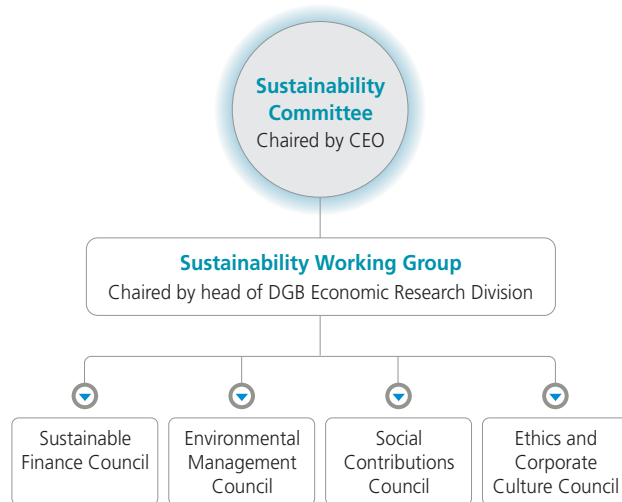 Sustainability
Committee
Chaired by CEO
Sustainability Working Group
Chaired by head of DGB Economic Research Division
Sustainable
Finance Council
Environmental
Management
Council
Social
Contributions
Council
Ethics and
Corporate
Culture Council